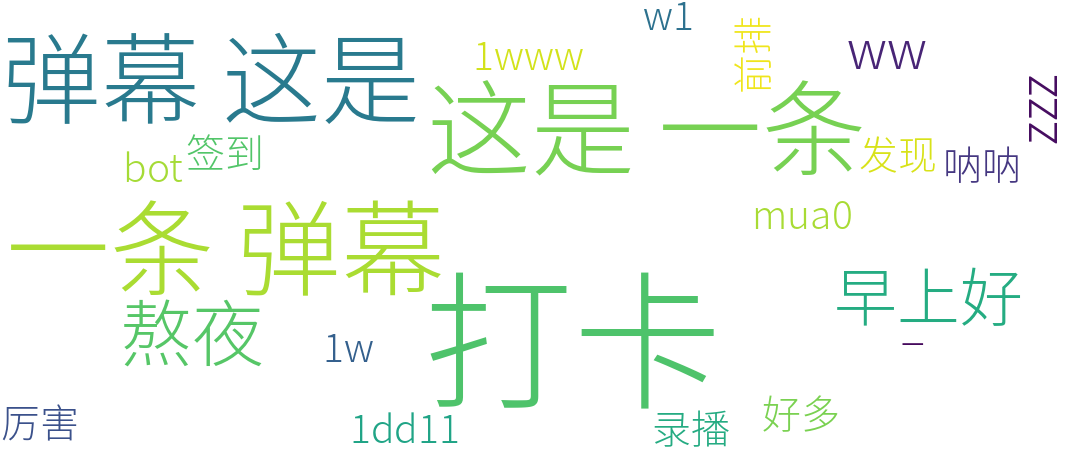 w1
弹幕 这是
1www
偷排
ww
zzz
这是 一条
bot
签到
发现
呐呐
mua0
一条 弹幕
打卡
早上好
熬夜
1w
厉害
1dd11
录播
好多